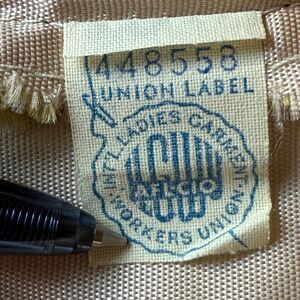 448558
UNION LABEL
INT'L. LADIES GARMENT
WORKERS UNION
ILGWU
AFL CIO